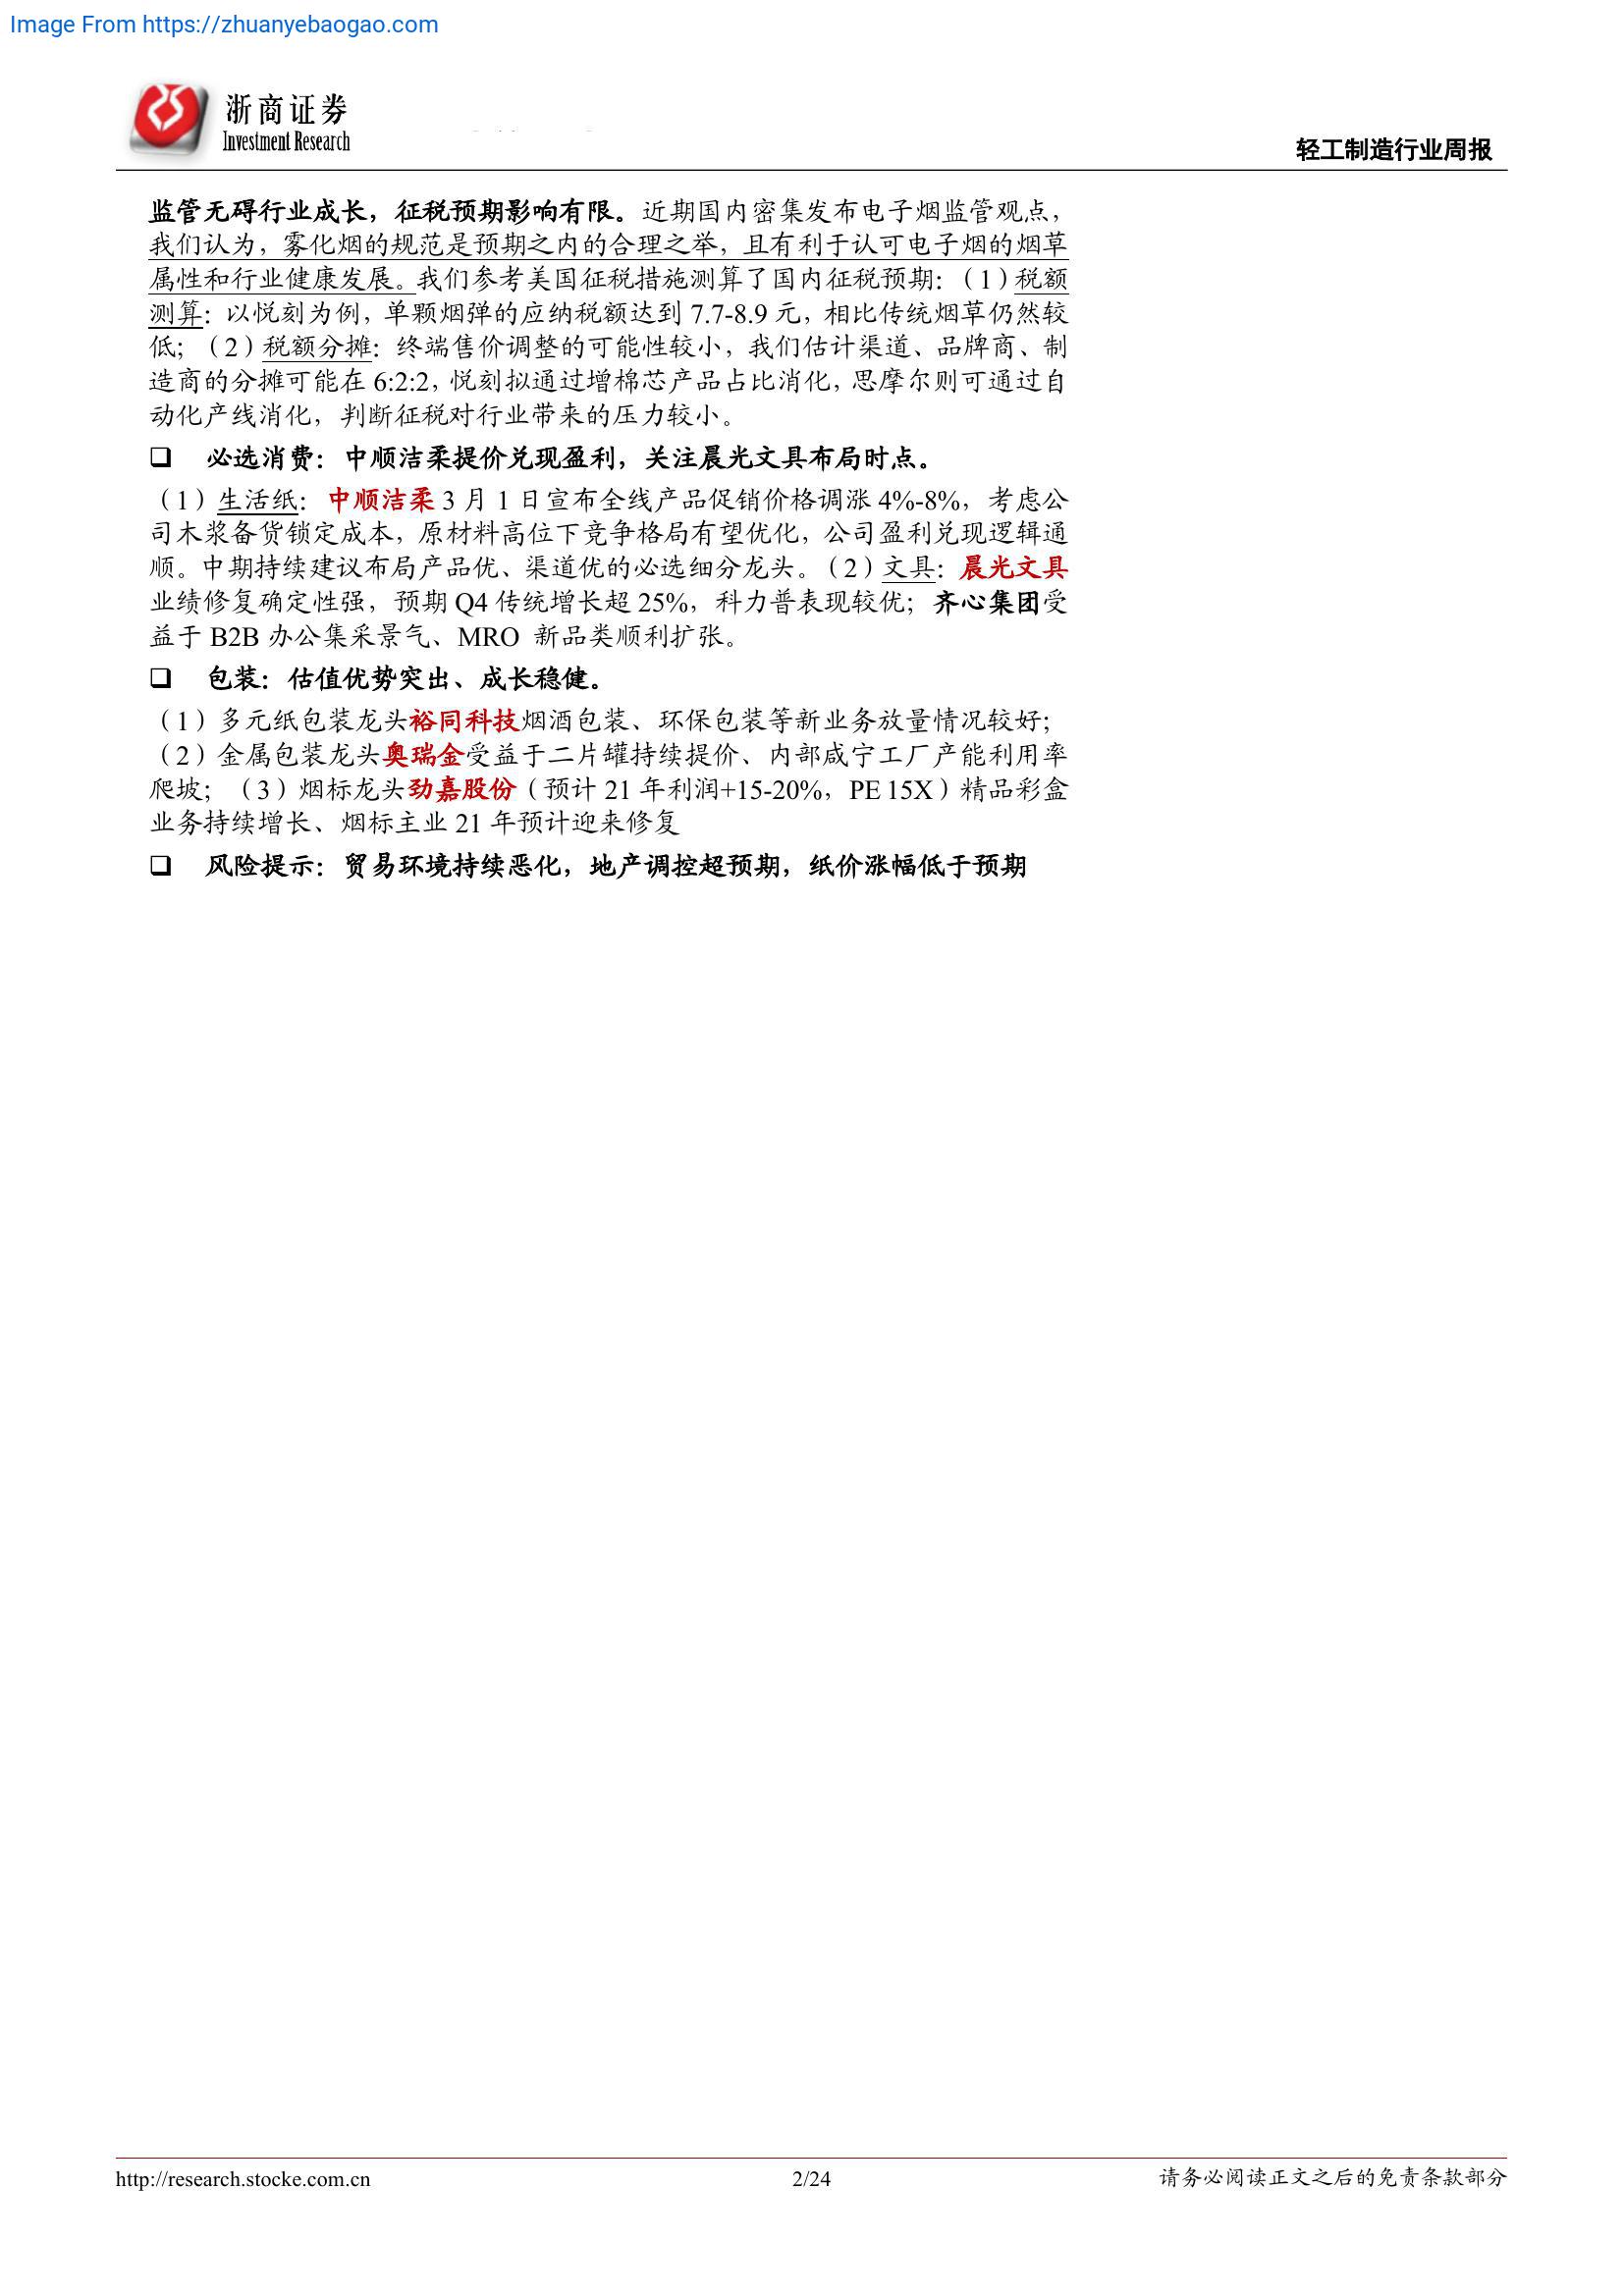 Image From https://zhuanyebaogao.com
浙商证券
Investment Research
轻工制造行业周报
监管无碍行业成长，征税预期影响有限。近期国内密集发布电子烟监管观点，
我们认为，雾化烟的规范是预期之内的合理之举，且有利于认可电子烟的烟草
属性和行业健康发展。我们参考美国征税措施测算了国内征税预期：（1）税额
测算：以悦刻为例，单颗烟弹的应纳税额达到 7.7-8.9 元，相比传统烟草仍然较
低；（2）税额分摊：终端售价调整的可能性较小，我们估计渠道、品牌商、制
造商的分摊可能在 6:2:2，悦刻拟通过增棉芯产品占比消化，思摩尔则可通过自
动化产线消化，判断征税对行业带来的压力较小。
❑ 必选消费：中顺洁柔提价兑现盈利，关注晨光文具布局时点。
（1）生活纸：中顺洁柔 3 月 1 日宣布全线产品促销价格调涨 4%-8%，考虑公
司木浆备货锁定成本，原材料高位下竞争格局有望优化，公司盈利兑现逻辑通
顺。中期持续建议布局产品优、渠道优的必选细分龙头。（2）文具：晨光文具
业绩修复确定性强，预期 Q4 传统增长超 25%，科力普表现较优；齐心集团受
益于 B2B 办公集采景气、MRO 新品类顺利扩张。
❑ 包装：估值优势突出、成长稳健。
（1）多元纸包装龙头裕同科技烟酒包装、环保包装等新业务放量情况较好；
（2）金属包装龙头奥瑞金受益于二片罐持续提价、内部咸宁工厂产能利用率
爬坡；（3）烟标龙头劲嘉股份（预计 21 年利润+15-20%，PE 15X）精品彩盒
业务持续增长、烟标主业 21 年预计迎来修复
❑ 风险提示：贸易环境持续恶化，地产调控超预期，纸价涨幅低于预期
http://research.stocke.com.cn
2/24
请务必阅读正文之后的免责条款部分